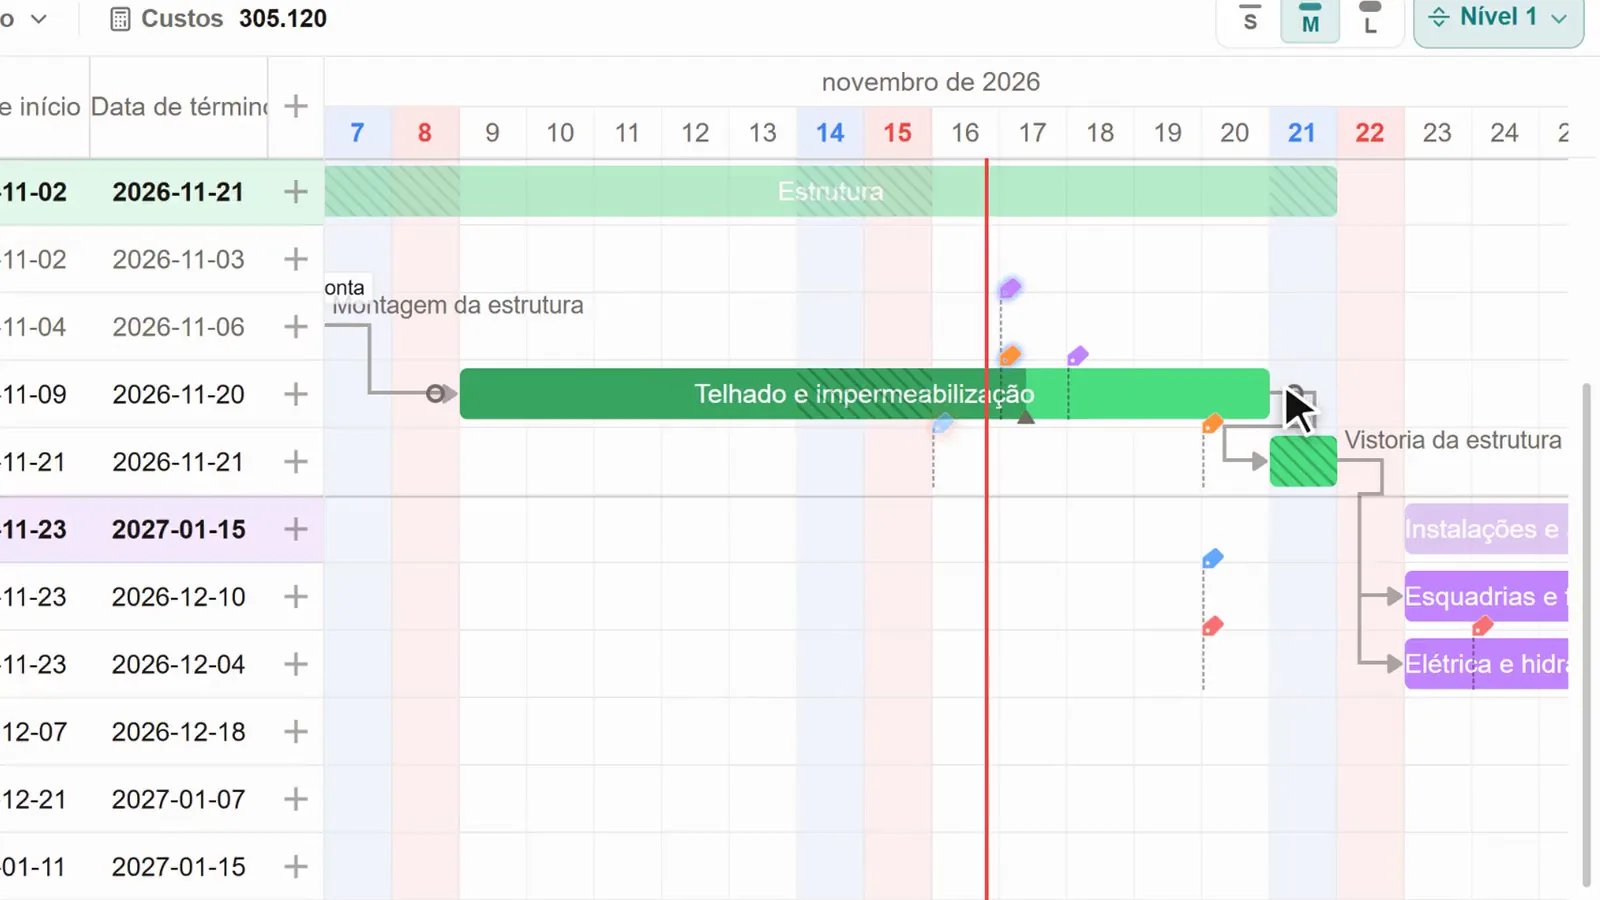 o Custos 305.120 S M L Nível 1
novembro de 2026
e início Data de término
7 8 9 10 11 12 13 14 15 16 17 18 19 20 21 22 23 24 2
-11-02 2026-11-21 Estrutura
-11-02 2026-11-03
onta
Montagem da estrutura
-11-04 2026-11-06
-11-09 2026-11-20 Telhado e impermeabilização
Vistoria da estrutura
-11-21 2026-11-21
-11-23 2027-01-15 Instalações e
-11-23 2026-12-10 Esquadrias e f
-11-23 2026-12-04 Elétrica e hidra
12-07 2026-12-18
12-21 2027-01-07
01-11 2027-01-15